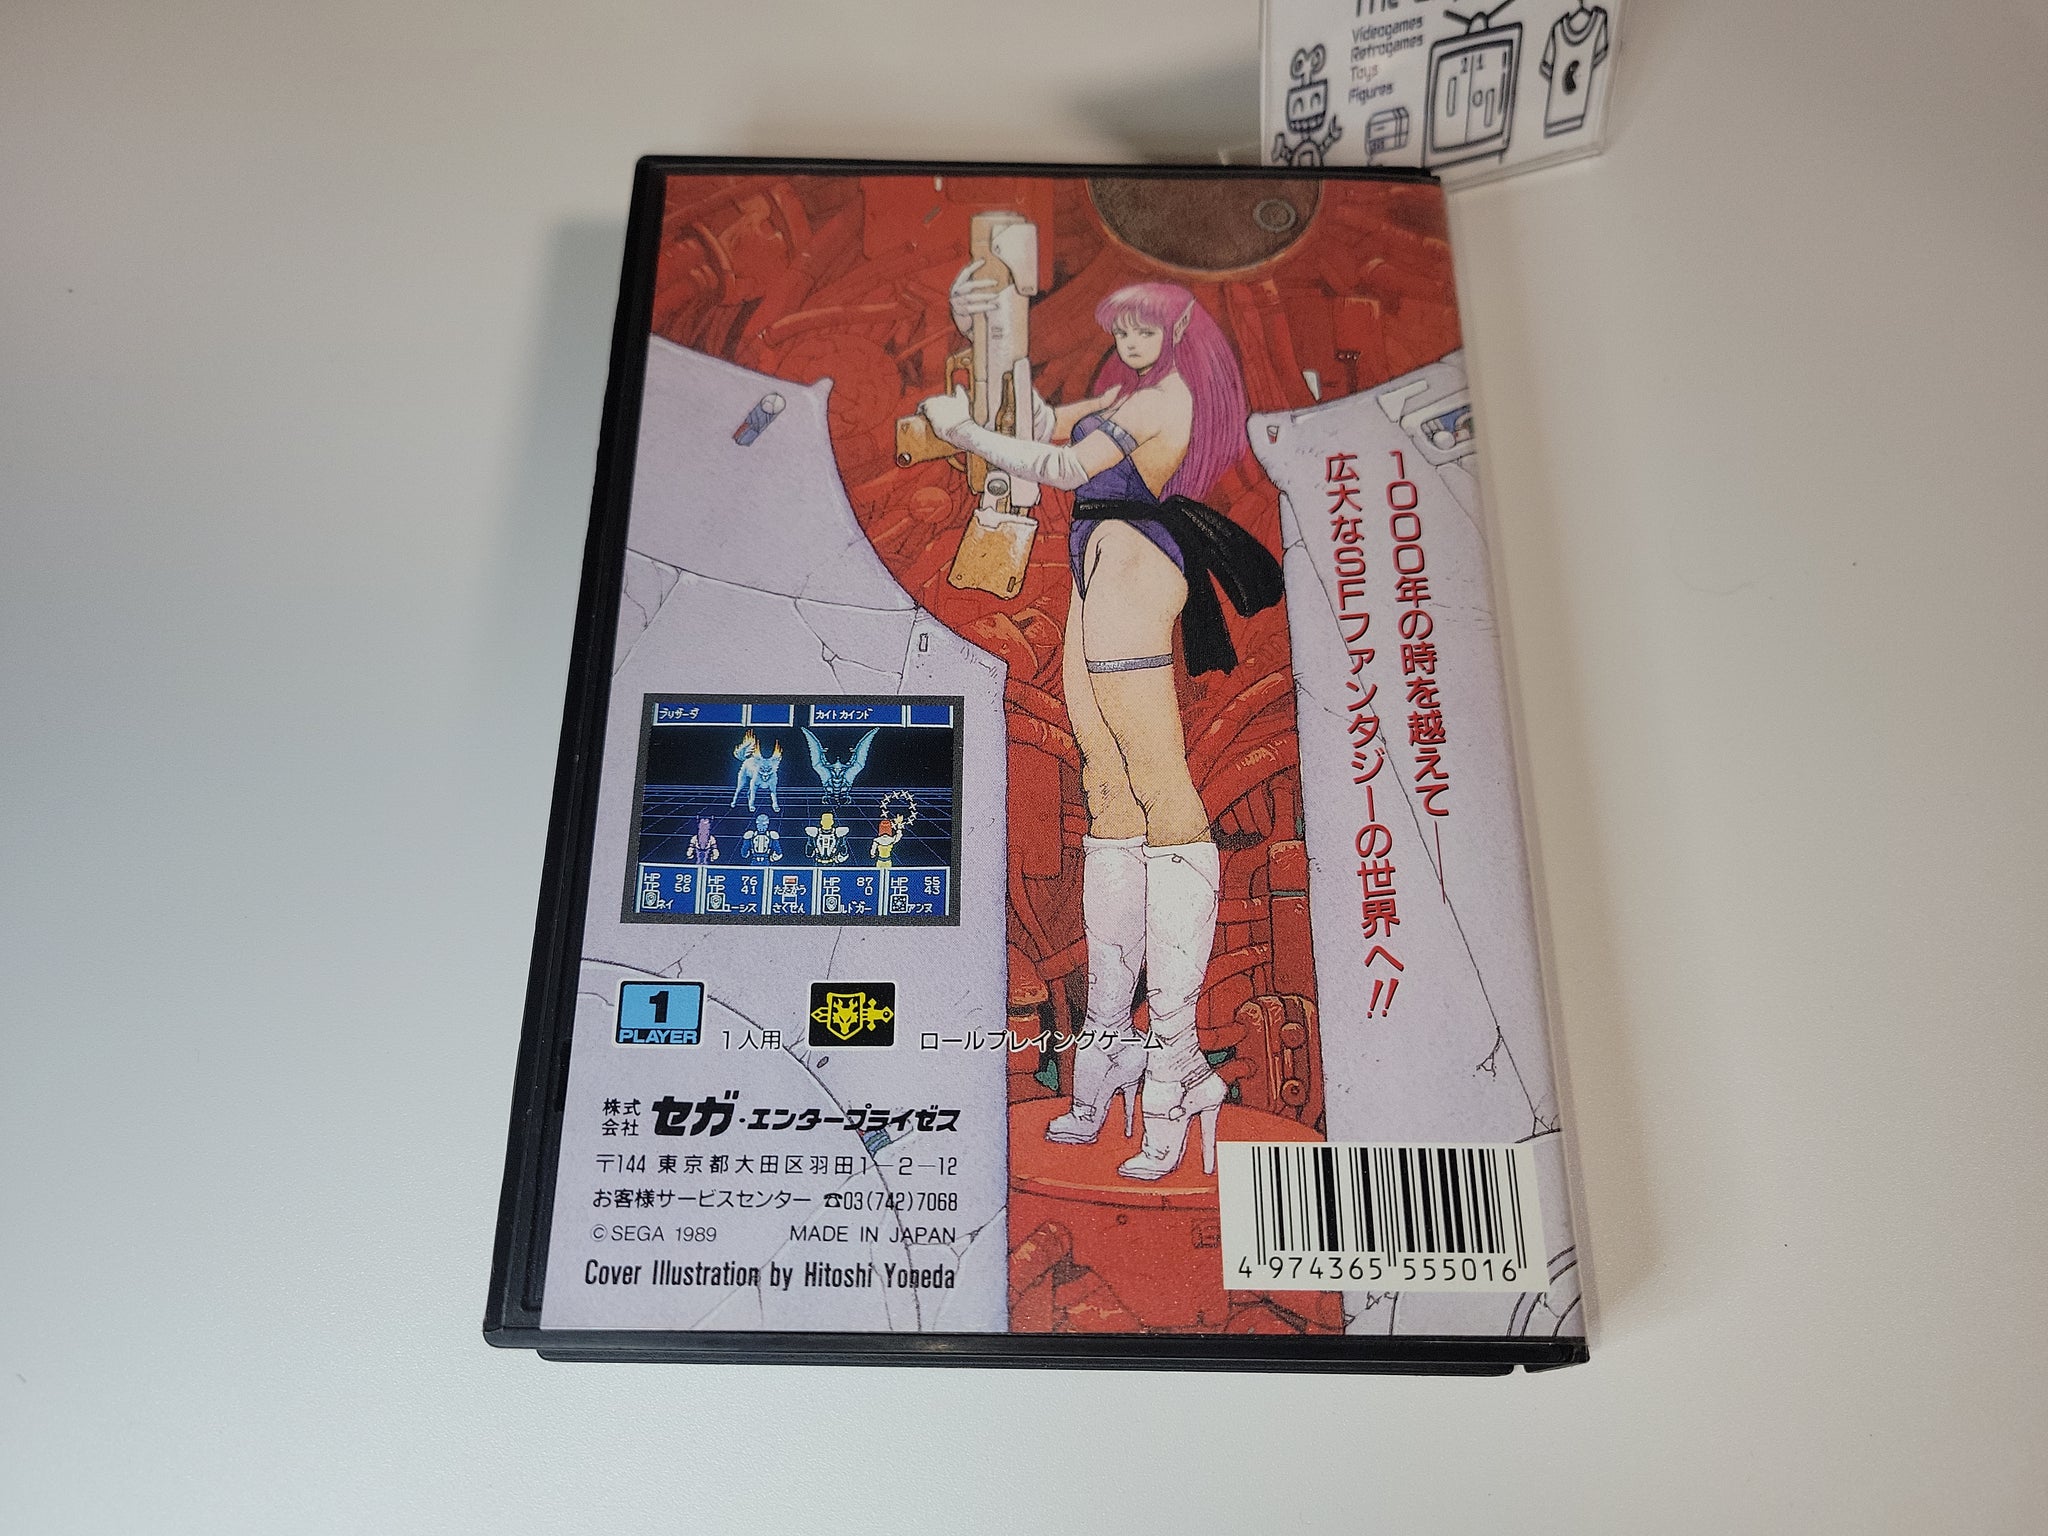 Videogames
Retrogames
Toys
Figures
1000年の時を越えて──
広大なSFファンタジーの世界へ!!
ブリザーダ
カイトカインド
HP 98
TP 56
ネイ
HP 76
TP 41
ユーシス
たたかう
さくせん
HP 87
TP 0
ルドガー
HP 55
TP 43
アンヌ
1
PLAYER
1人用
ロールプレイングゲーム
株式会社 セガ・エンタープライゼス
〒144 東京都大田区羽田1-2-12
お客様サービスセンター ☎03(742)7068
©SEGA 1989 MADE IN JAPAN
Cover Illustration by Hitoshi Yoneda
4 974365 555016